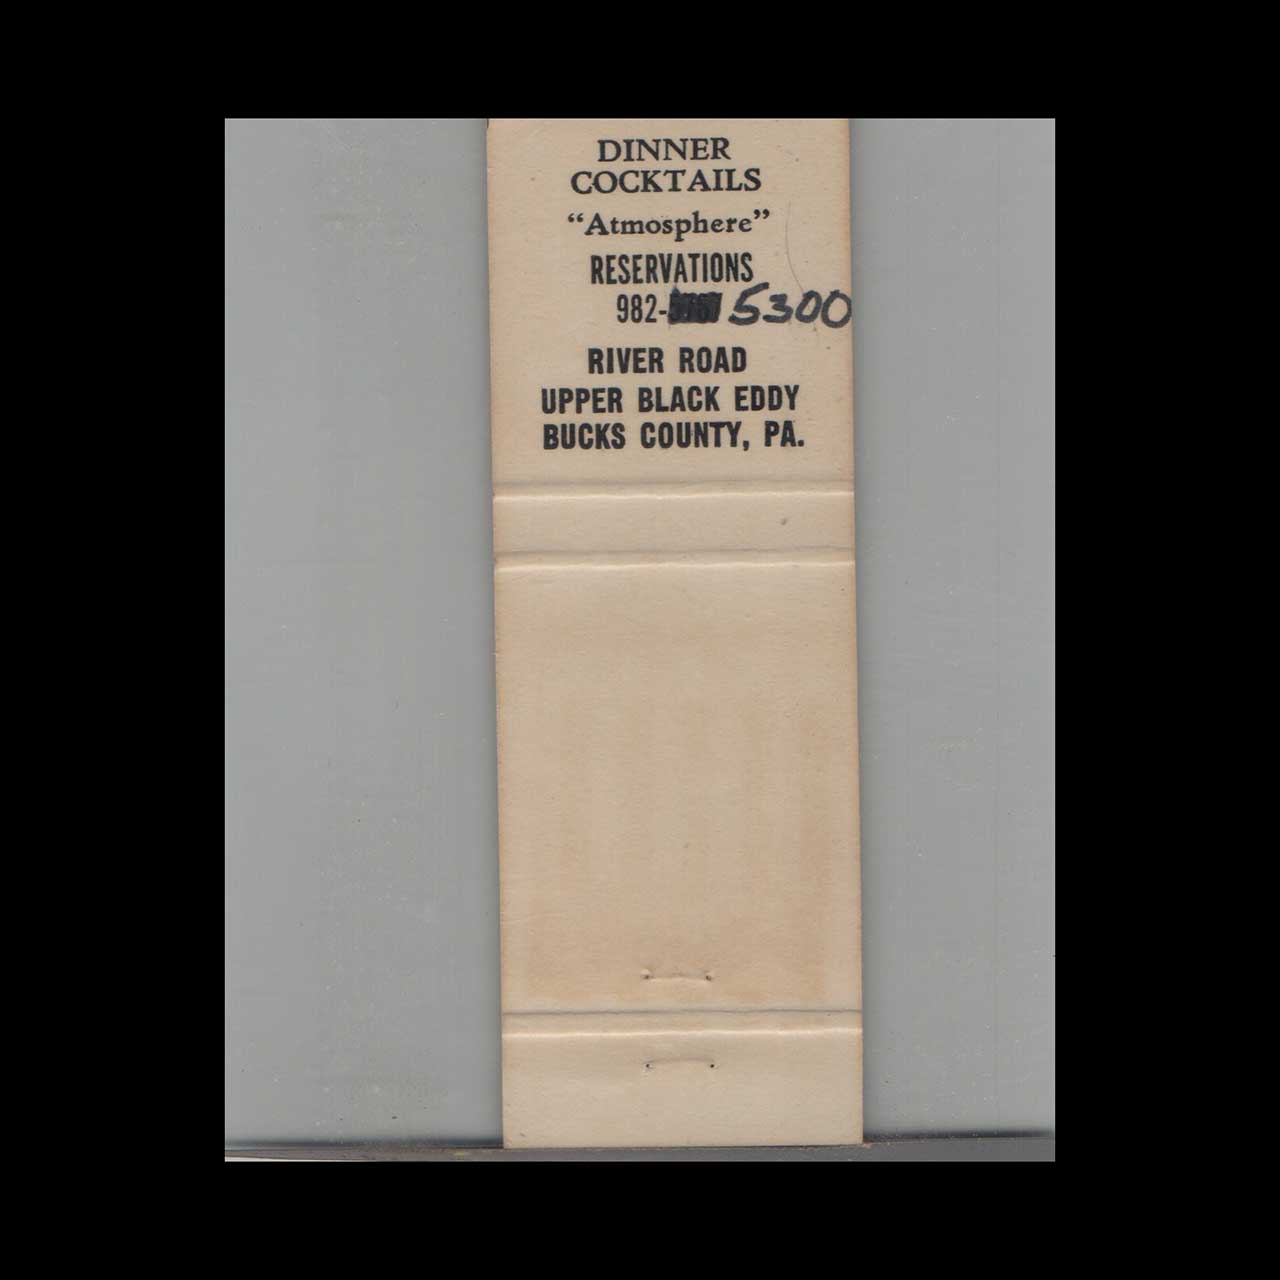 DINNER
COCKTAILS
“Atmosphere”
RESERVATIONS
982- 5300
RIVER ROAD
UPPER BLACK EDDY
BUCKS COUNTY, PA.